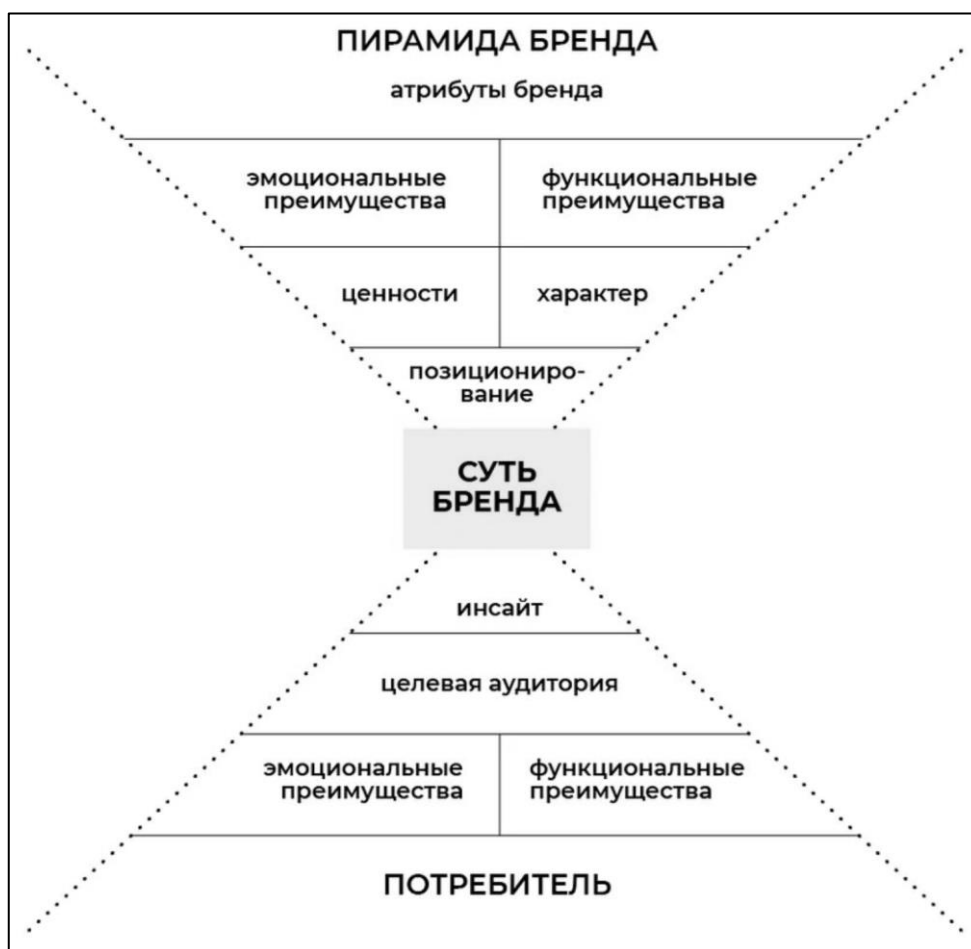 ПИРАМИДА БРЕНДА
атрибуты бренда
эмоциональные
преимущества
функциональные
преимущества
ценности
характер
позициониро-
вание
СУТЬ
БРЕНДА
инсайт
целевая аудитория
эмоциональные
преимущества
функциональные
преимущества
ПОТРЕБИТЕЛЬ